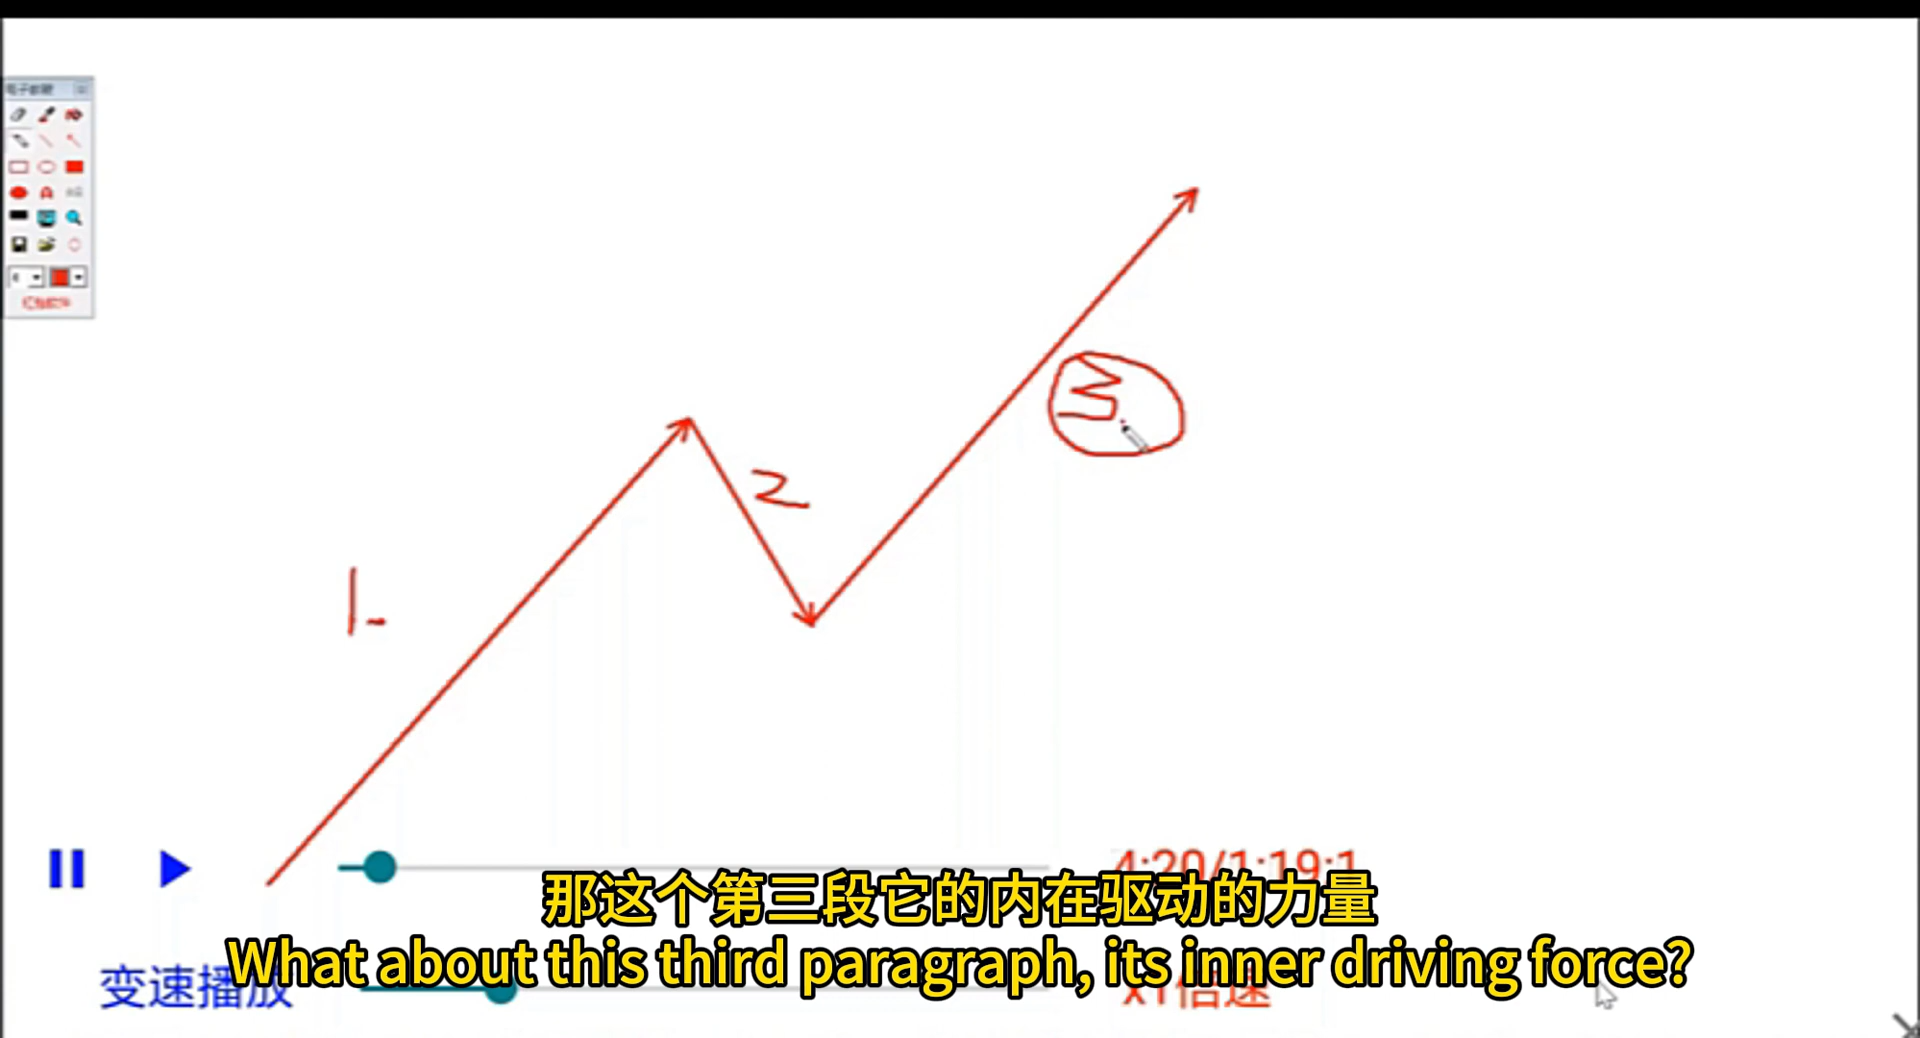 3
2
1.
那这个第三段它的内在驱动的力量
What about this third paragraph, its inner driving force?
变速播放